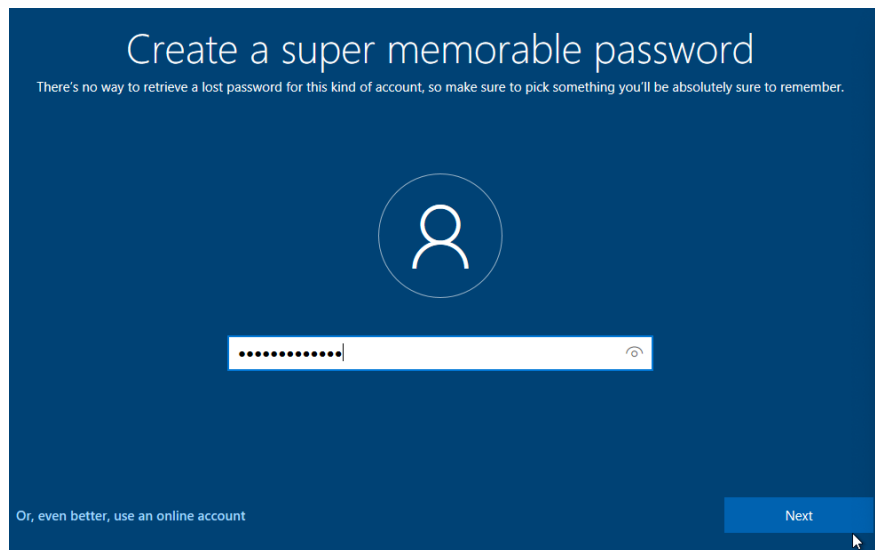 Create a super memorable password
There's no way to retrieve a lost password for this kind of account, so make sure to pick something you'll be absolutely sure to remember.
•••••••••••••
Or, even better, use an online account
Next